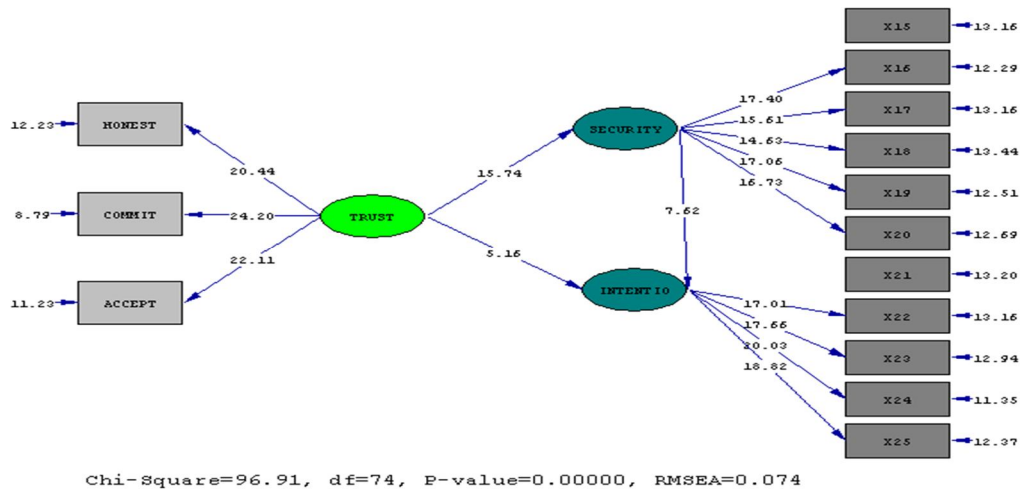 12.23 HONEST
8.79 COMMIT
11.23 ACCEPT
20.44
24.20
22.11
TRUST
15.74
5.16
SECURITY
7.62
INTENTIO
17.40
15.61
14.63
17.06
16.73
17.01
17.66
20.03
18.82
X15 13.16
X16 12.29
X17 13.16
X18 13.44
X19 12.51
X20 12.69
X21 13.20
X22 13.16
X23 12.94
X24 11.35
X25 12.37
Chi-Square=96.91, df=74, P-value=0.00000, RMSEA=0.074